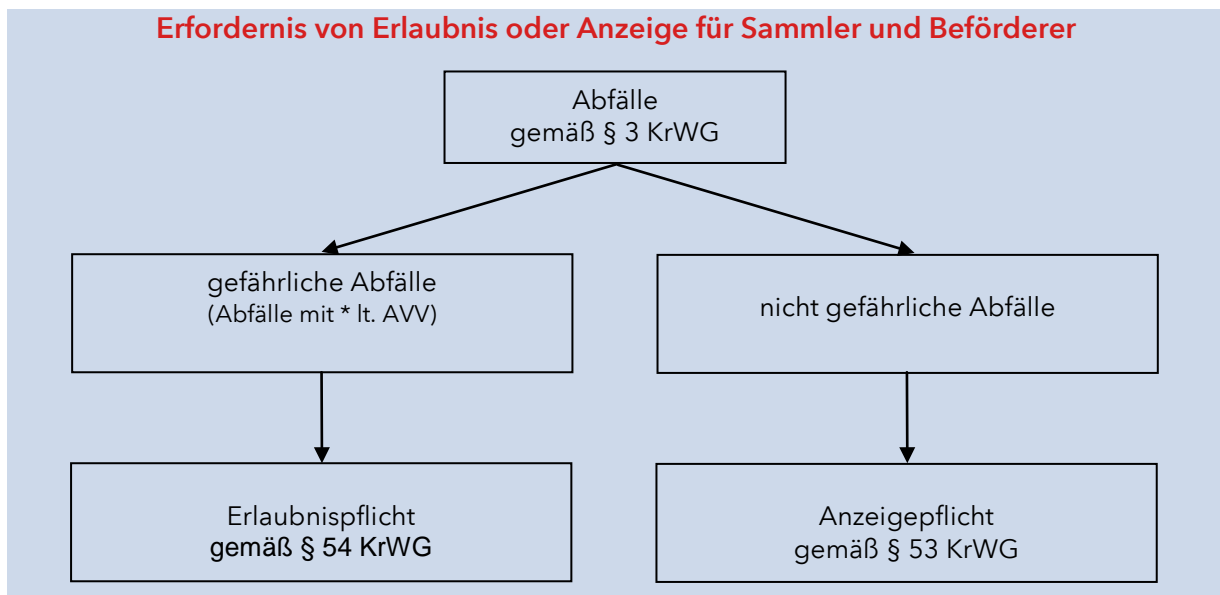 Erfordernis von Erlaubnis oder Anzeige für Sammler und Beförderer
Abfälle
gemäß § 3 KrWG
gefährliche Abfälle
(Abfälle mit * lt. AVV)
nicht gefährliche Abfälle
Erlaubnispflicht
gemäß § 54 KrWG
Anzeigepflicht
gemäß § 53 KrWG